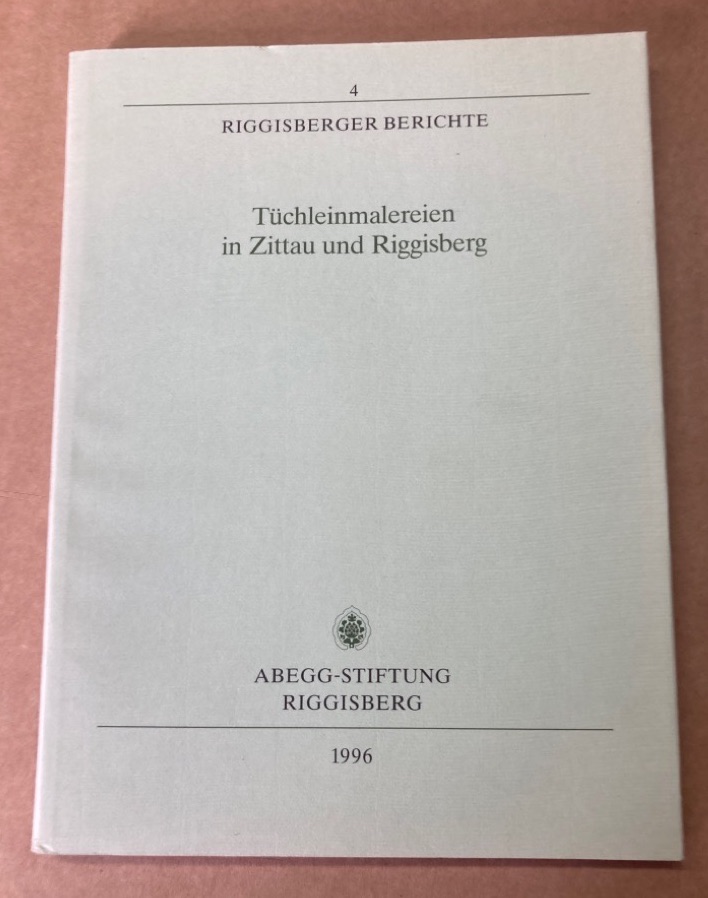 4
RIGGISBERGER BERICHTE
Tüchleinmalereien
in Zittau und Riggisberg
ABEGG-STIFTUNG
RIGGISBERG
1996